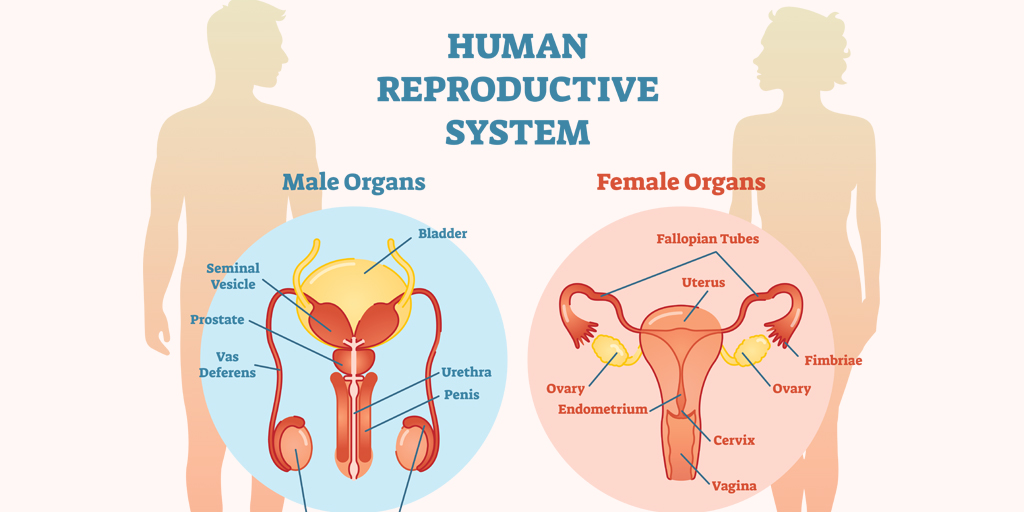 HUMAN
REPRODUCTIVE
SYSTEM
Male Organs
Bladder
Seminal
Vesicle
Prostate
Vas
Deferens
Urethra
Penis
Female Organs
Fallopian Tubes
Uterus
Fimbriae
Ovary
Ovary
Endometrium
Cervix
Vagina